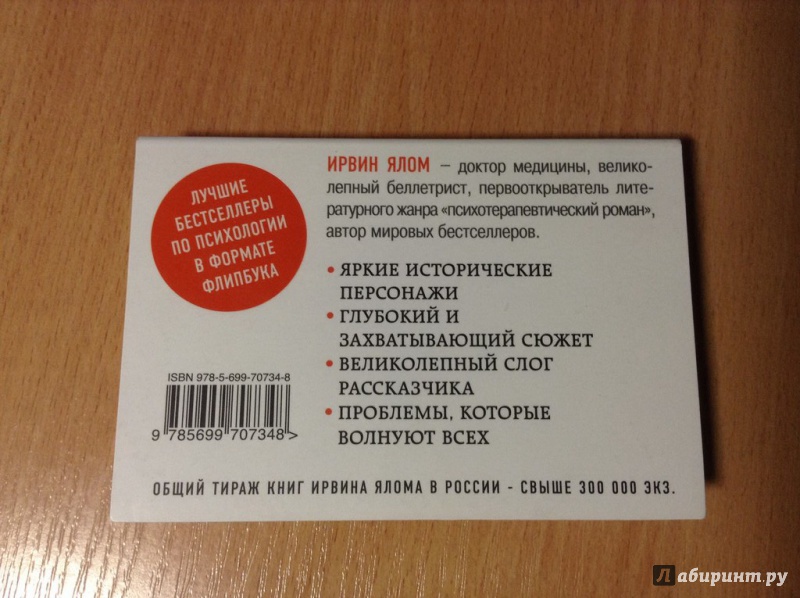 ЛУЧШИЕ
БЕСТСЕЛЛЕРЫ
ПО ПСИХОЛОГИИ
В ФОРМАТЕ
ФЛИПБУКА
ИРВИН ЯЛОМ – доктор медицины, велико-
лепный беллетрист, первооткрыватель лите-
ратурного жанра «психотерапевтический роман»,
автор мировых бестселлеров.
• ЯРКИЕ ИСТОРИЧЕСКИЕ
ПЕРСОНАЖИ
• ГЛУБОКИЙ И
ЗАХВАТЫВАЮЩИЙ СЮЖЕТ
• ВЕЛИКОЛЕПНЫЙ СЛОГ
РАССКАЗЧИКА
• ПРОБЛЕМЫ, КОТОРЫЕ
ВОЛНУЮТ ВСЕХ
ISBN 978-5-699-70734-8
9 785699 707348 >
ОБЩИЙ ТИРАЖ КНИГ ИРВИНА ЯЛОМА В РОССИИ - СВЫШЕ 300 000 ЭКЗ.
Лабиринт.ру